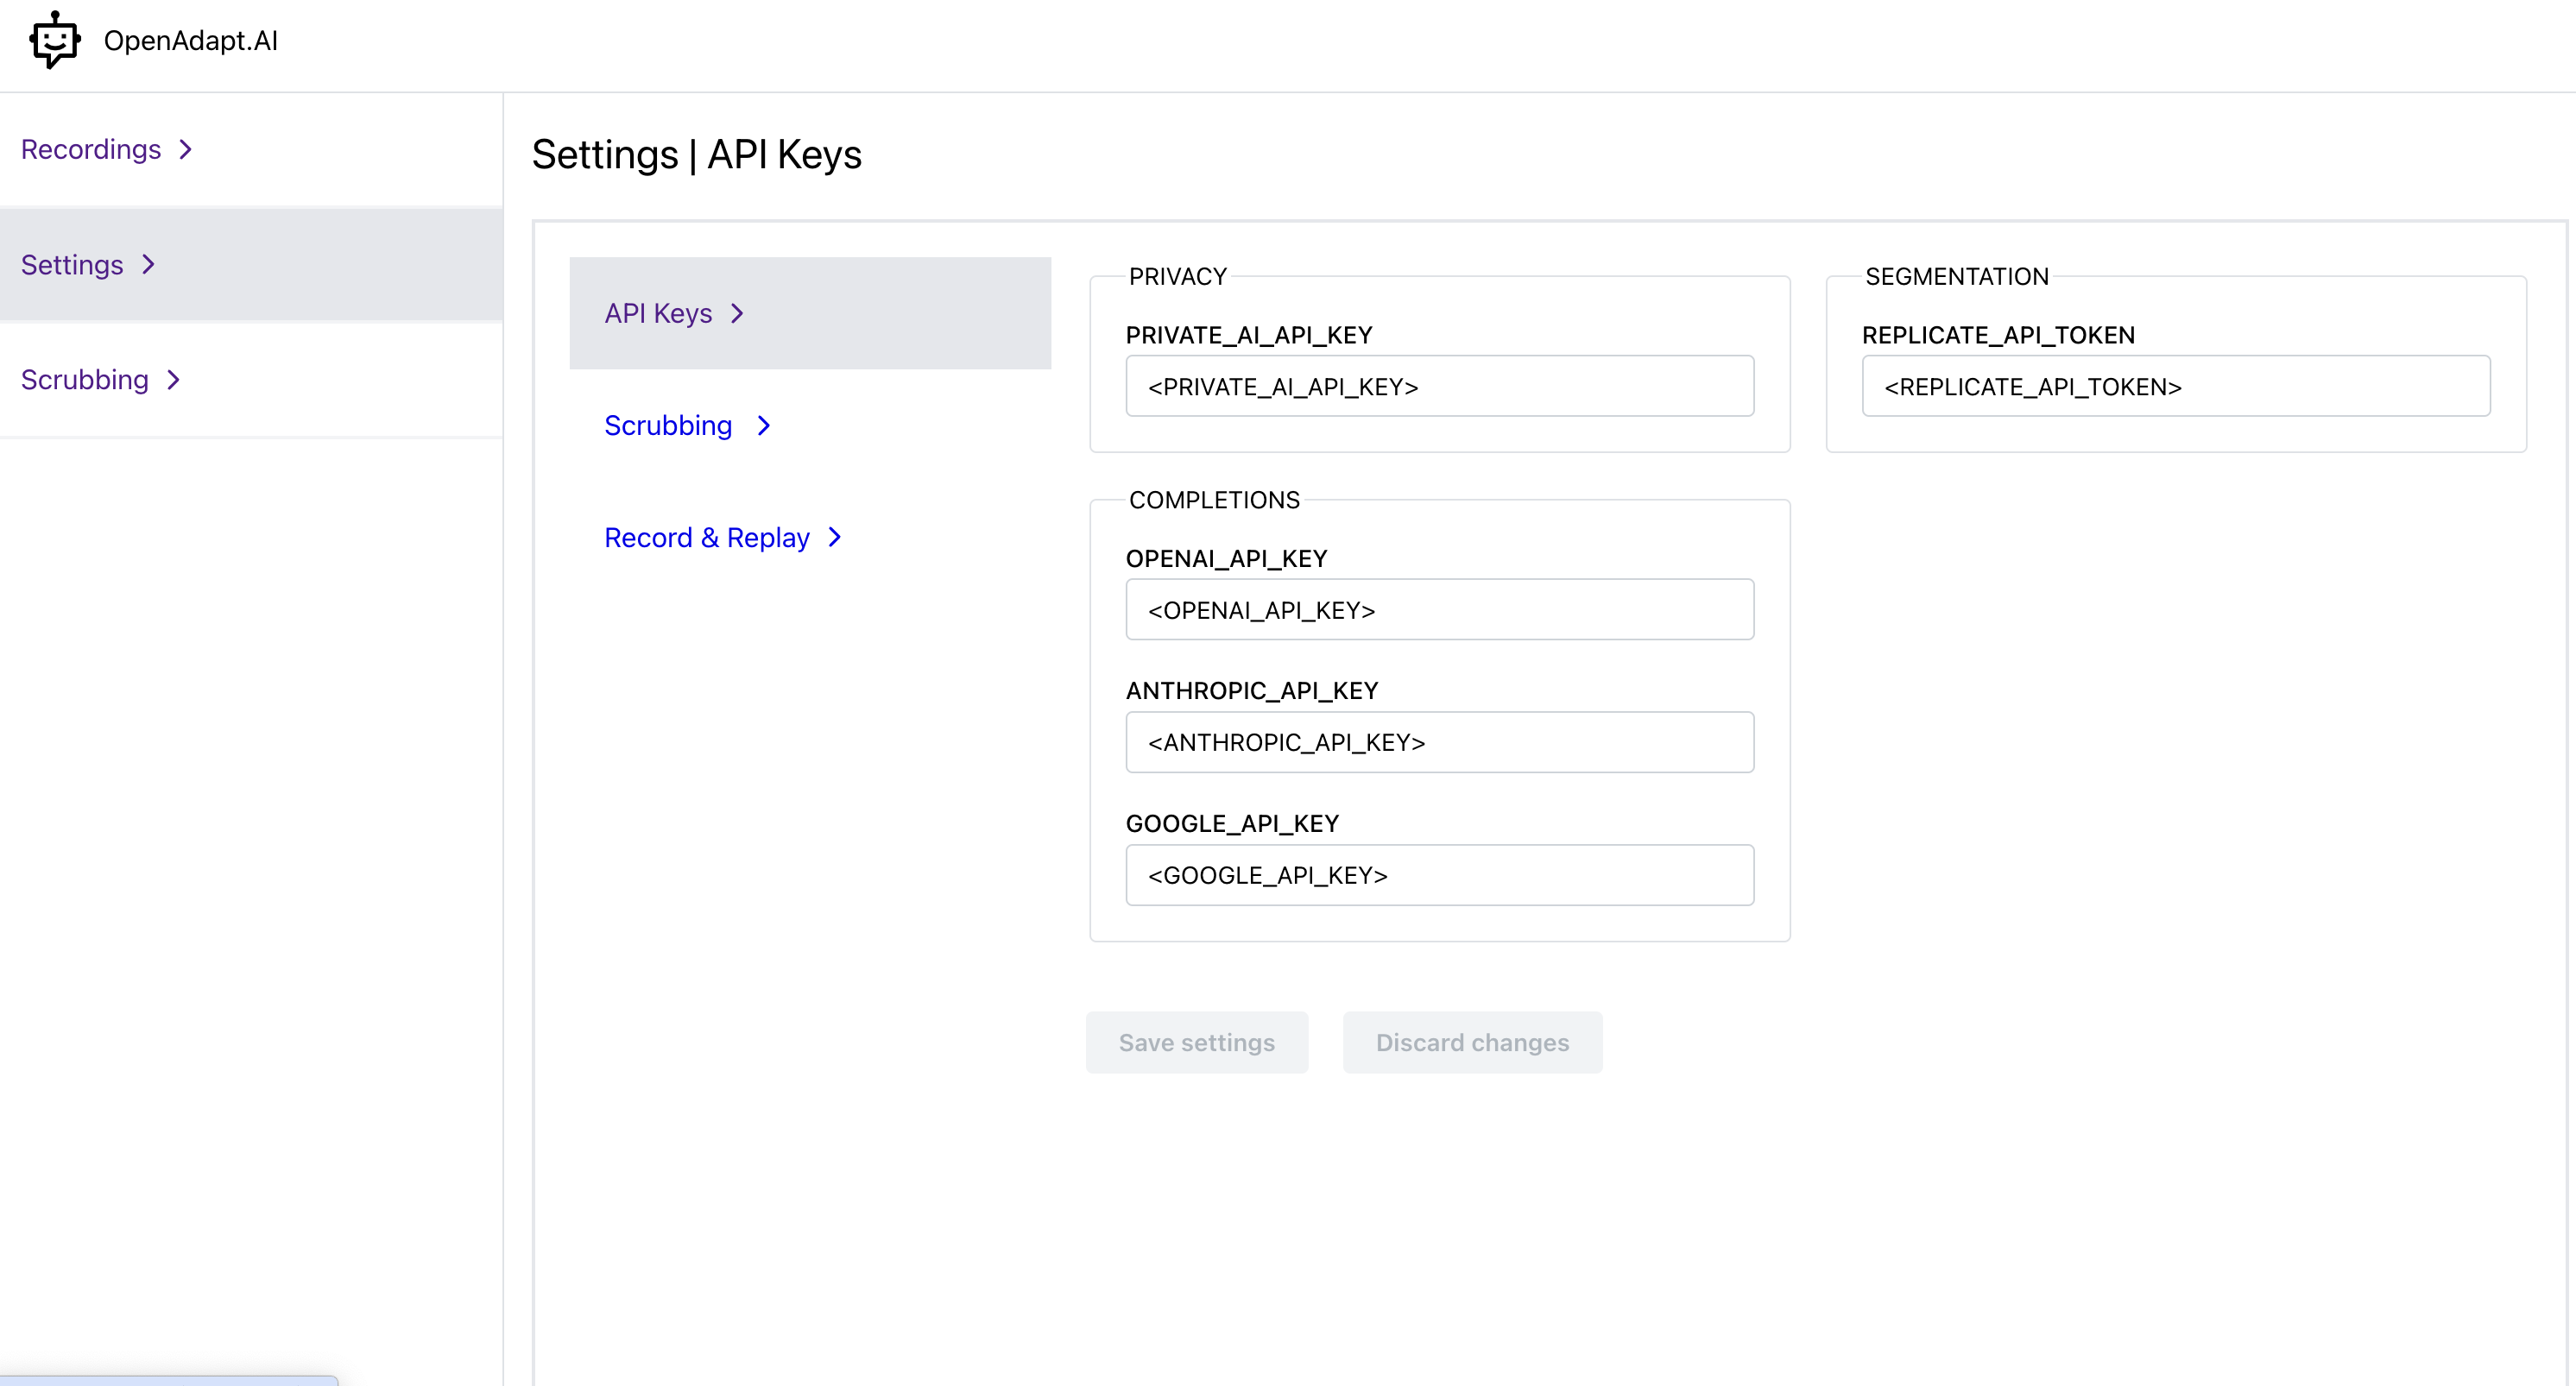 OpenAdapt.AI
Recordings
Settings
Scrubbing
Settings | API Keys
API Keys
Scrubbing
Record & Replay
PRIVACY
PRIVATE_AI_API_KEY
<PRIVATE_AI_API_KEY>
SEGMENTATION
REPLICATE_API_TOKEN
<REPLICATE_API_TOKEN>
COMPLETIONS
OPENAI_API_KEY
<OPENAI_API_KEY>
ANTHROPIC_API_KEY
<ANTHROPIC_API_KEY>
GOOGLE_API_KEY
<GOOGLE_API_KEY>
Save settings
Discard changes